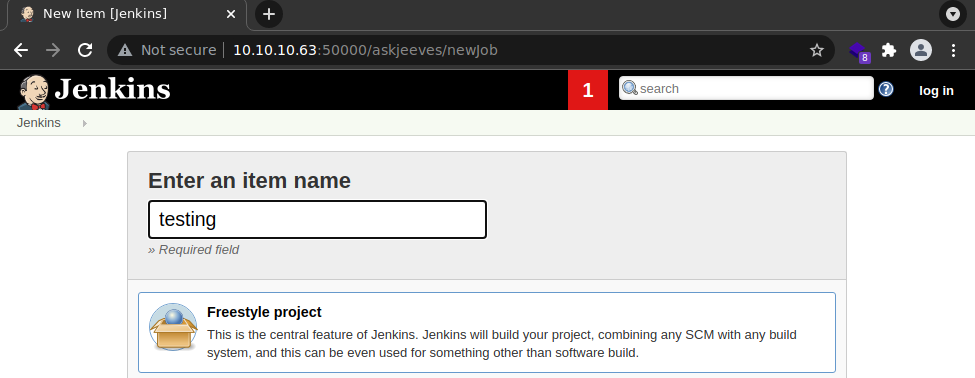 New Item [Jenkins]
Not secure 10.10.10.63:50000/askjeeves/newJob
8
Jenkins
1
search
log in
Jenkins
Enter an item name
testing
» Required field
Freestyle project
This is the central feature of Jenkins. Jenkins will build your project, combining any SCM with any build
system, and this can be even used for something other than software build.